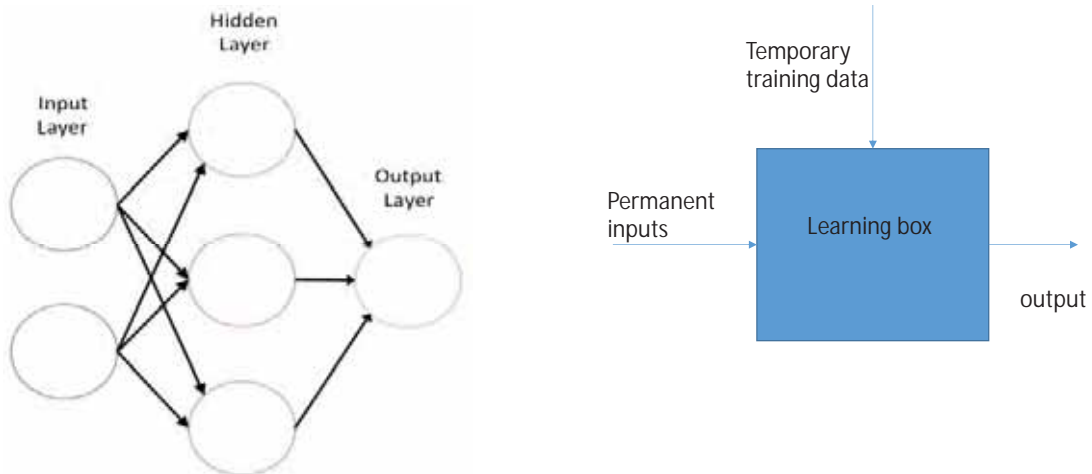 Hidden
Layer
Input
Layer
Output
Layer
Temporary
training data
Permanent
inputs
Learning box
output